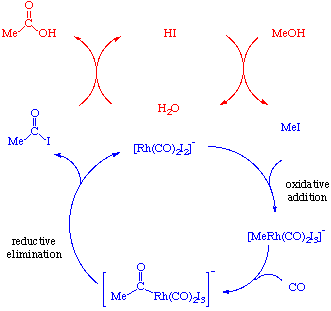 O
Me C OH
HI
MeOH
H₂O
O
Me C I
MeI
[Rh(CO)₂I₂]⁻
oxidative
addition
reductive
elimination
[MeRh(CO)₂I₃]⁻
CO
O
[Me C Rh(CO)₂I₃]⁻